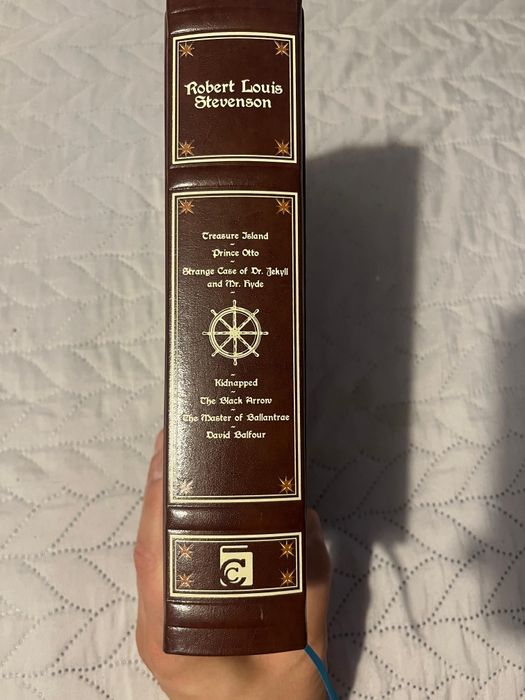 Robert Louis
Stevenson
Treasure Island
~
Prince Otto
~
Strange Case of Dr. Jekyll
and Mr. Hyde
~
~
Kidnapped
~
The Black Arrow
~
The Master of Ballantrae
~
David Balfour
CC